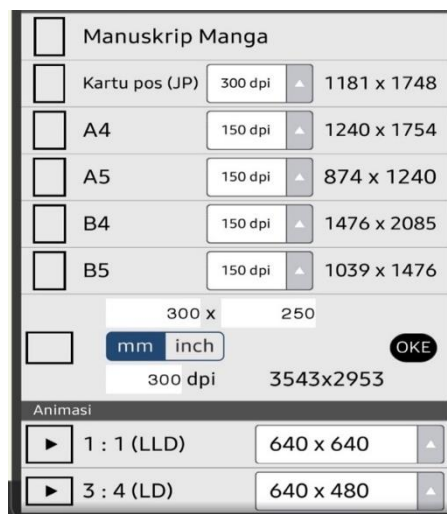 Manuskrip Manga
Kartu pos (JP) 300 dpi 1181 x 1748
A4 150 dpi 1240 x 1754
A5 150 dpi 874 x 1240
B4 150 dpi 1476 x 2085
B5 150 dpi 1039 x 1476
300 x 250
mm inch OKE
300 dpi 3543x2953
Animasi
1 : 1 (LLD) 640 x 640
3 : 4 (LD) 640 x 480